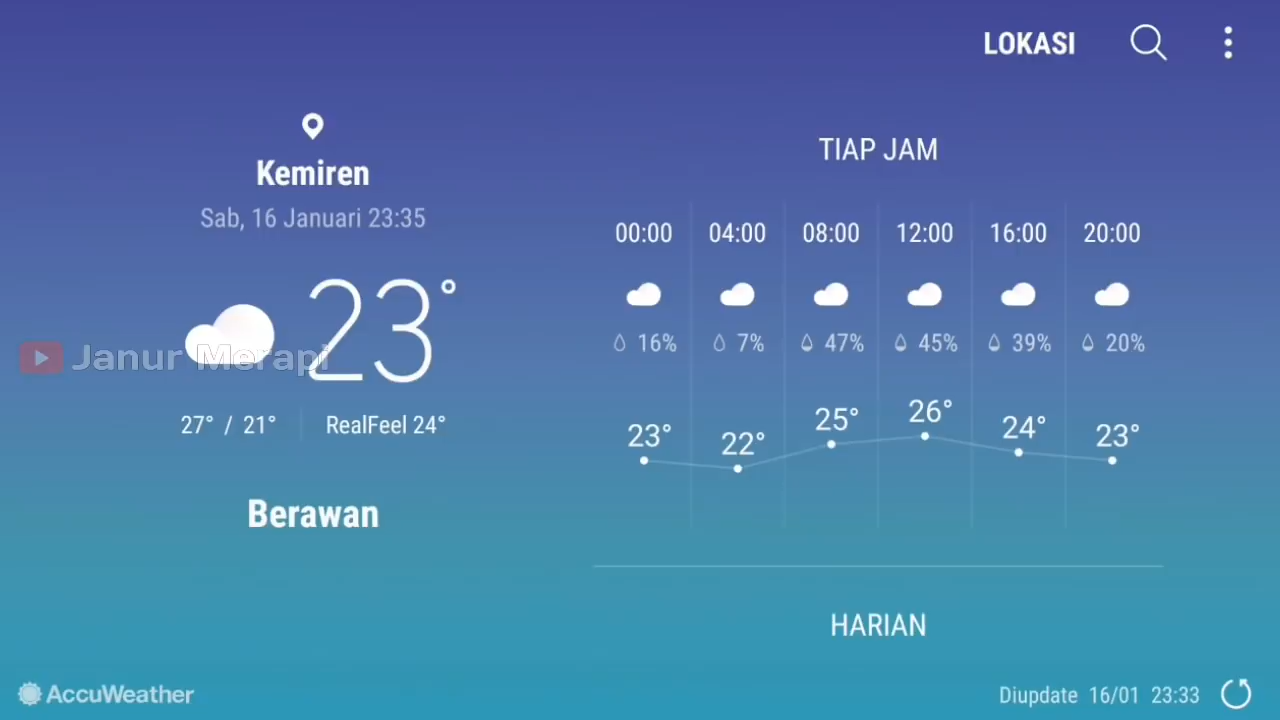 LOKASI
Kemiren
Sab, 16 Januari 23:35
23°
Janur Merapi
27° / 21° RealFeel 24°
Berawan
TIAP JAM
00:00 04:00 08:00 12:00 16:00 20:00
16% 7% 47% 45% 39% 20%
23° 22° 25° 26° 24° 23°
HARIAN
AccuWeather
Diupdate 16/01 23:33